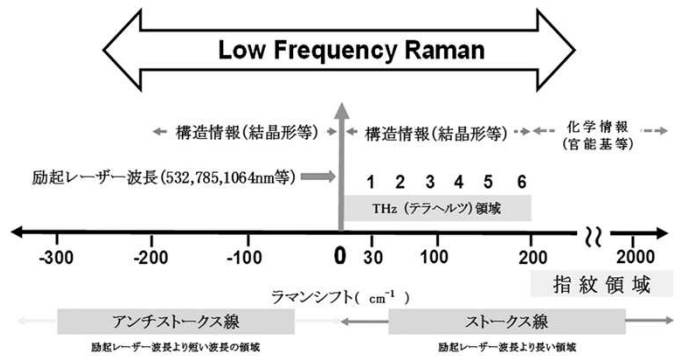 Low Frequency Raman
構造情報(結晶形等)
構造情報(結晶形等)
化学情報
(官能基等)
励起レーザー波長(532,785,1064nm等)
1 2 3 4 5 6
THz (テラヘルツ)領域
-300 -200 -100 0 30 100 200 2000
指紋領域
ラマンシフト( cm⁻¹ )
アンチストークス線
ストークス線
励起レーザー波長より短い波長の領域
励起レーザー波長より長い領域